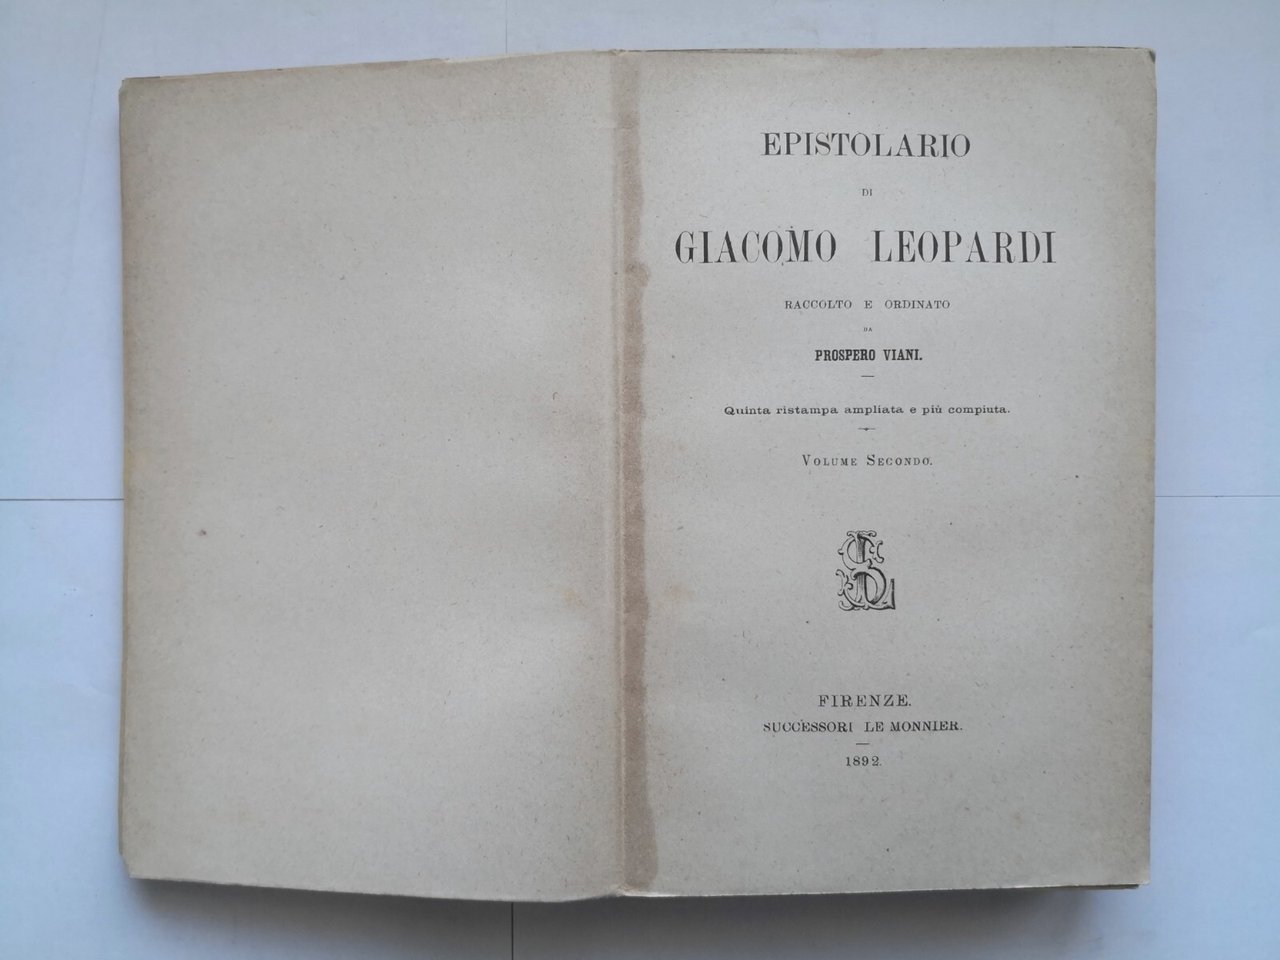 EPISTOLARIO
DI
GIACOMO LEOPARDI
RACCOLTO E ORDINATO
DA
PROSPERO VIANI.
Quinta ristampa ampliata e più compiuta.
VOLUME SECONDO.
FIRENZE.
SUCCESSORI LE MONNIER.
1892.